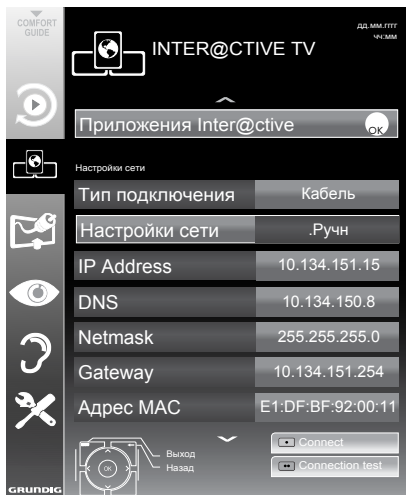 COMFORT
GUIDE
INTER@CTIVE TV
дд.мм.гггг
чч:мм
Приложения Inter@ctive
OK
Настройки сети
Тип подключения Кабель
Настройки сети .Ручн
IP Address 10.134.151.15
DNS 10.134.150.8
Netmask 255.255.255.0
Gateway 10.134.151.254
Адрес MAC E1:DF:BF:92:00:11
OK
Выход
Назад
Connect
Connection test
GRUNDIG